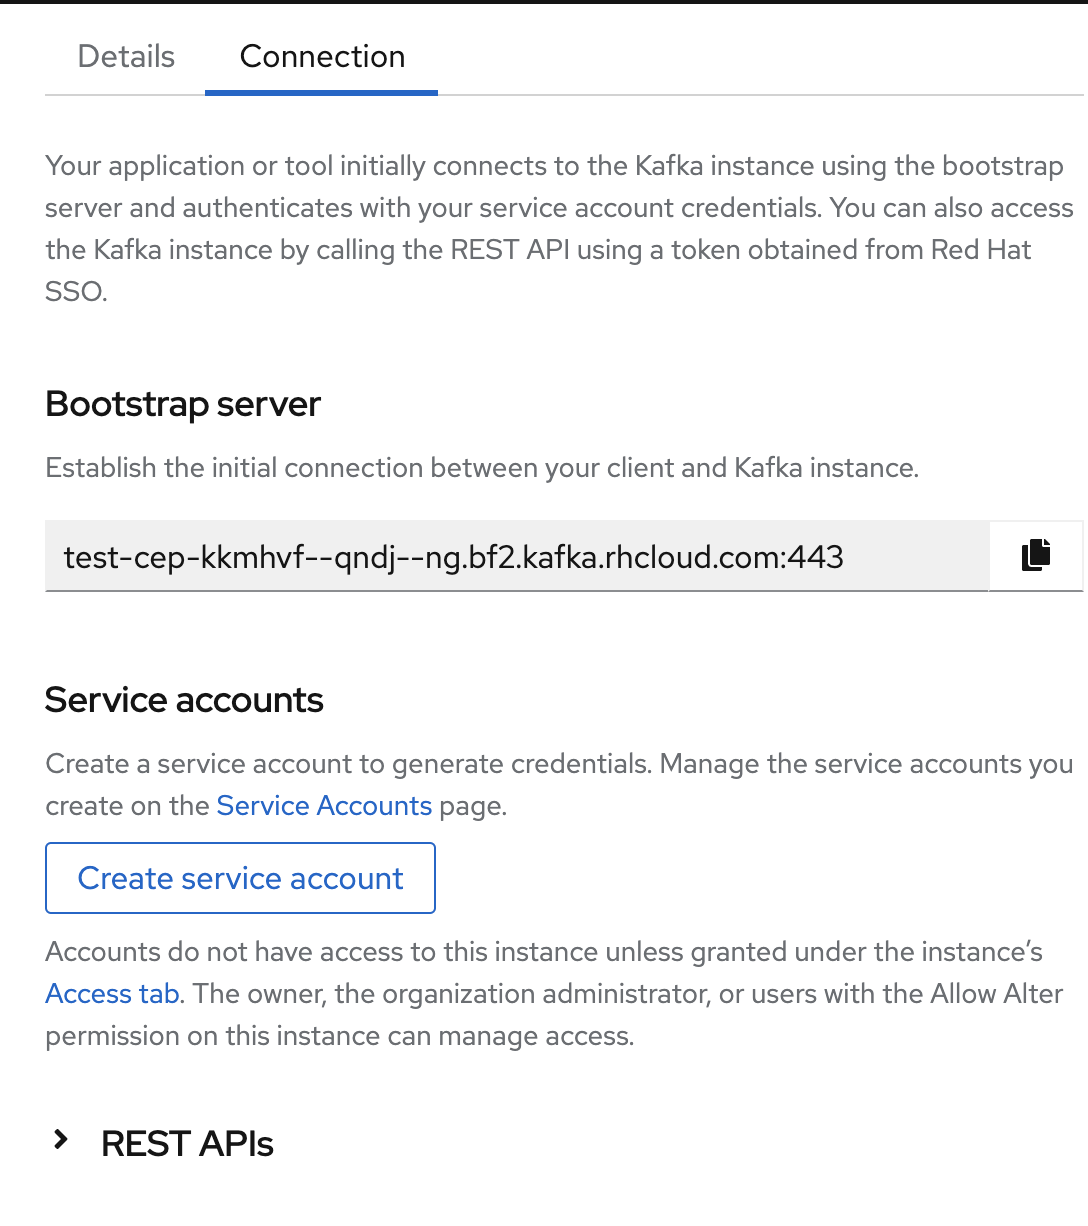 Details
Connection
Your application or tool initially connects to the Kafka instance using the bootstrap
server and authenticates with your service account credentials. You can also access
the Kafka instance by calling the REST API using a token obtained from Red Hat
SSO.
Bootstrap server
Establish the initial connection between your client and Kafka instance.
test-cep-kkmhvf--qndj--ng.bf2.kafka.rhcloud.com:443
Service accounts
Create a service account to generate credentials. Manage the service accounts you
create on the Service Accounts page.
Create service account
Accounts do not have access to this instance unless granted under the instance’s
Access tab. The owner, the organization administrator, or users with the Allow Alter
permission on this instance can manage access.
REST APIs